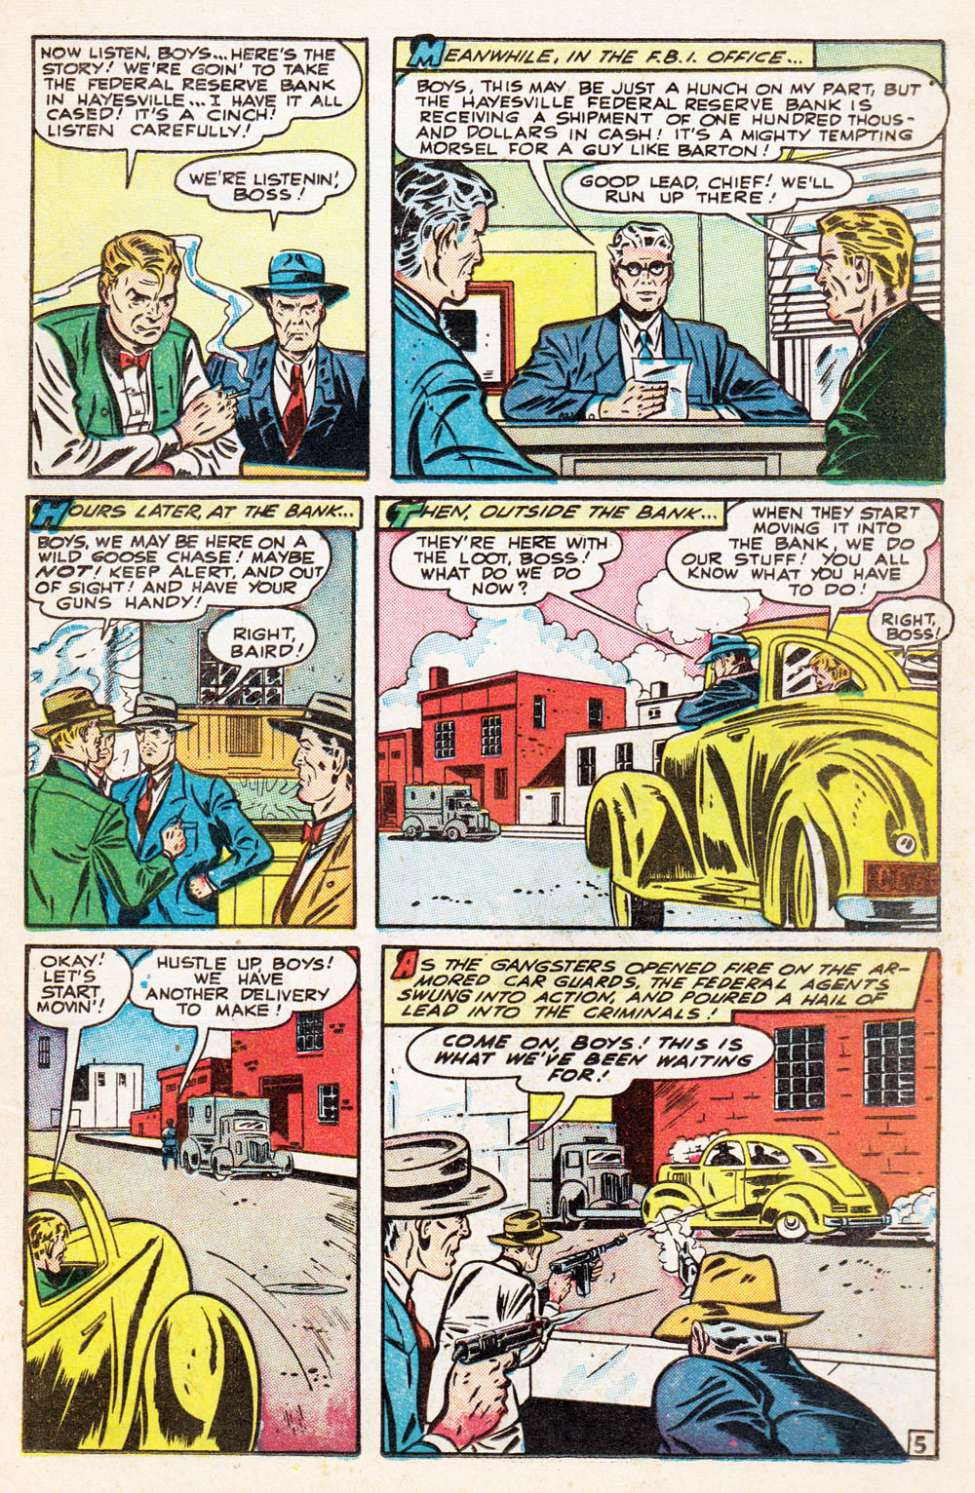 NOW LISTEN, BOYS... HERE'S THE
STORY! WE'RE GOIN' TO TAKE
THE FEDERAL RESERVE BANK
IN HAYESVILLE... I HAVE IT ALL
CASED! IT'S A CINCH!
LISTEN CAREFULLY!
WE'RE LISTENIN',
BOSS!
MEANWHILE, IN THE F.B.I. OFFICE...
BOYS, THIS MAY BE JUST A HUNCH ON MY PART, BUT
THE HAYESVILLE FEDERAL RESERVE BANK IS
RECEIVING A SHIPMENT OF ONE HUNDRED THOUS-
AND DOLLARS IN CASH! IT'S A MIGHTY TEMPTING
MORSEL FOR A GUY LIKE BARTON!
GOOD LEAD, CHIEF! WE'LL
RUN UP THERE!
HOURS LATER, AT THE BANK...
BOYS, WE MAY BE HERE ON A
WILD GOOSE CHASE! MAYBE
NOT! KEEP ALERT, AND OUT
OF SIGHT! AND HAVE YOUR
GUNS HANDY!
RIGHT,
BAIRD!
THEN, OUTSIDE THE BANK...
THEY'RE HERE WITH
THE LOOT, BOSS!
WHAT DO WE DO
NOW?
WHEN THEY START
MOVING IT INTO
THE BANK, WE DO
OUR STUFF! YOU ALL
KNOW WHAT YOU HAVE
TO DO!
RIGHT,
BOSS!
OKAY!
LET'S
START
MOVIN'!
HUSTLE UP, BOYS!
WE HAVE
ANOTHER DELIVERY
TO MAKE!
AS THE GANGSTERS OPENED FIRE ON THE AR-
MORED CAR GUARDS, THE FEDERAL AGENTS
SWUNG INTO ACTION, AND POURED A HAIL OF
LEAD INTO THE CRIMINALS!
COME ON, BOYS! THIS IS
WHAT WE'VE BEEN WAITING
FOR!
5